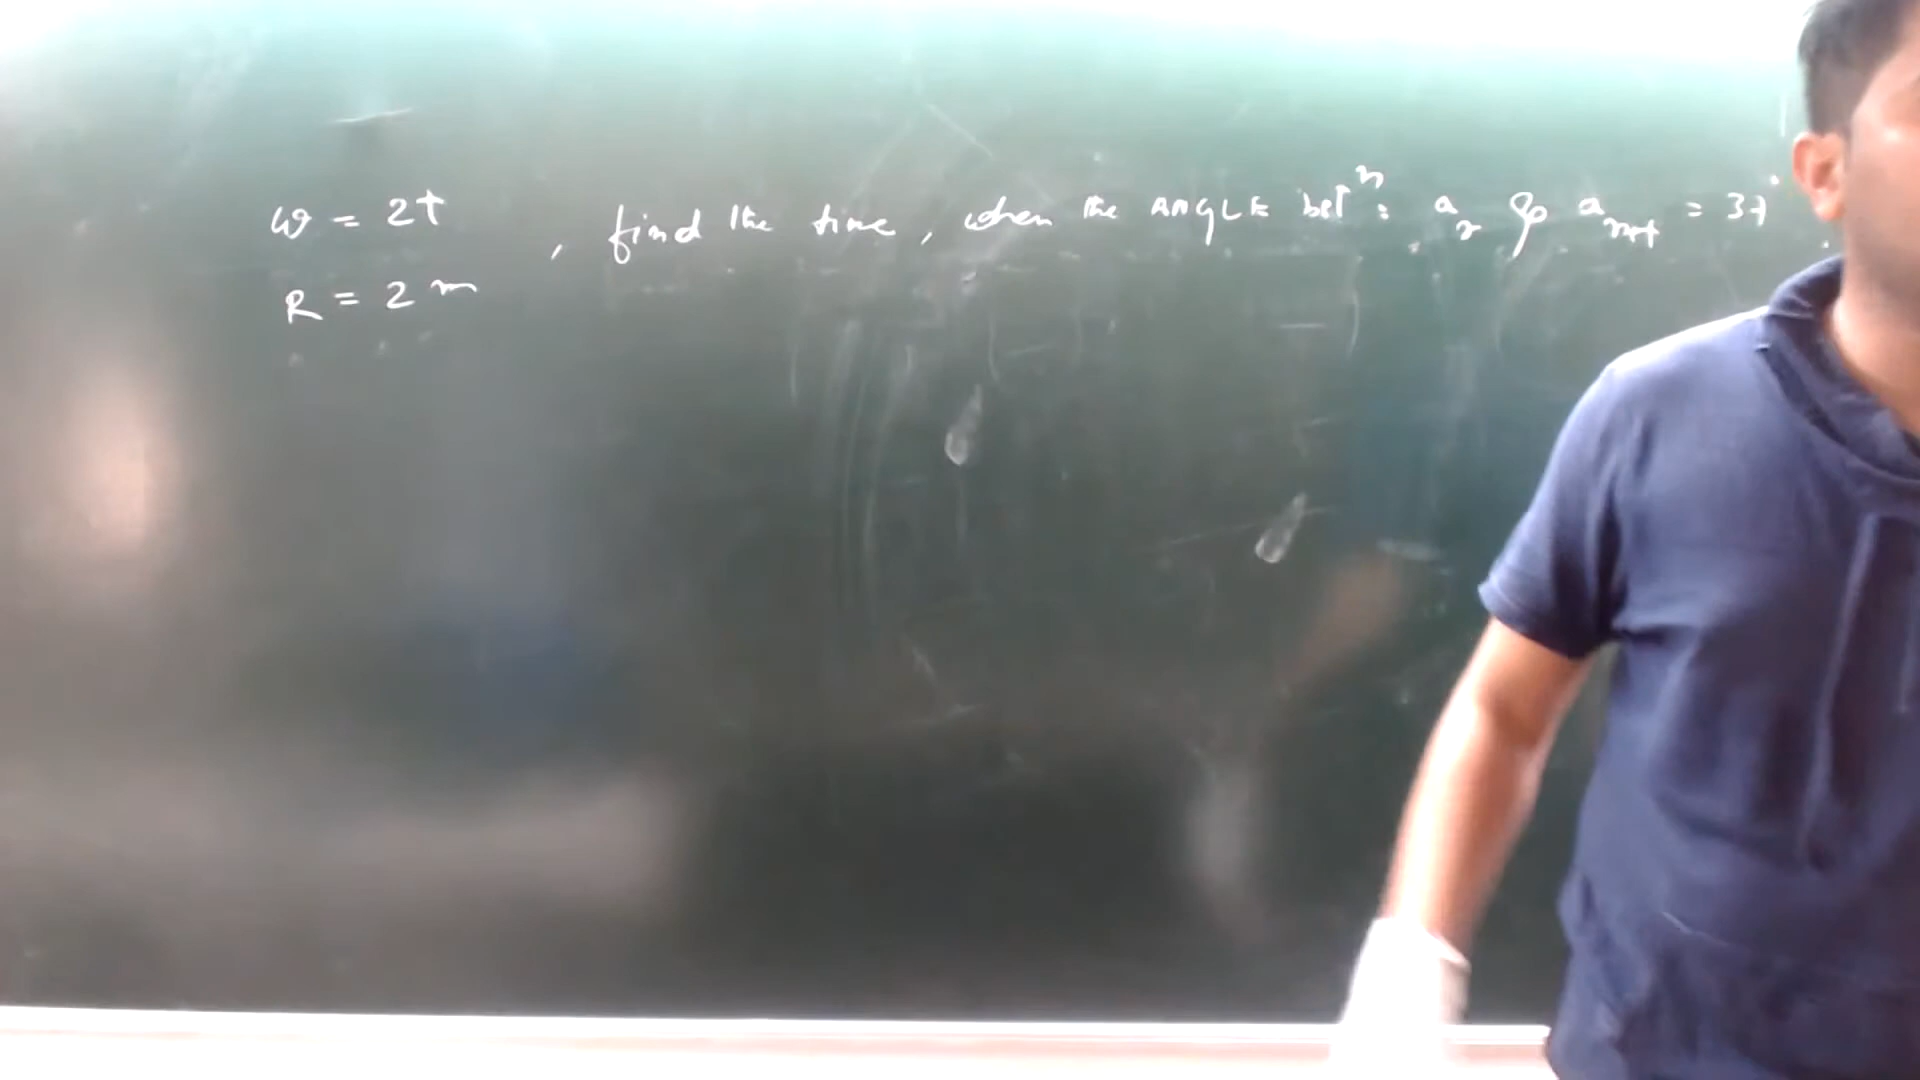 ω = 2t
, find the time, when the ANGLE betⁿ: a_r & a_net = 37°
R = 2 m